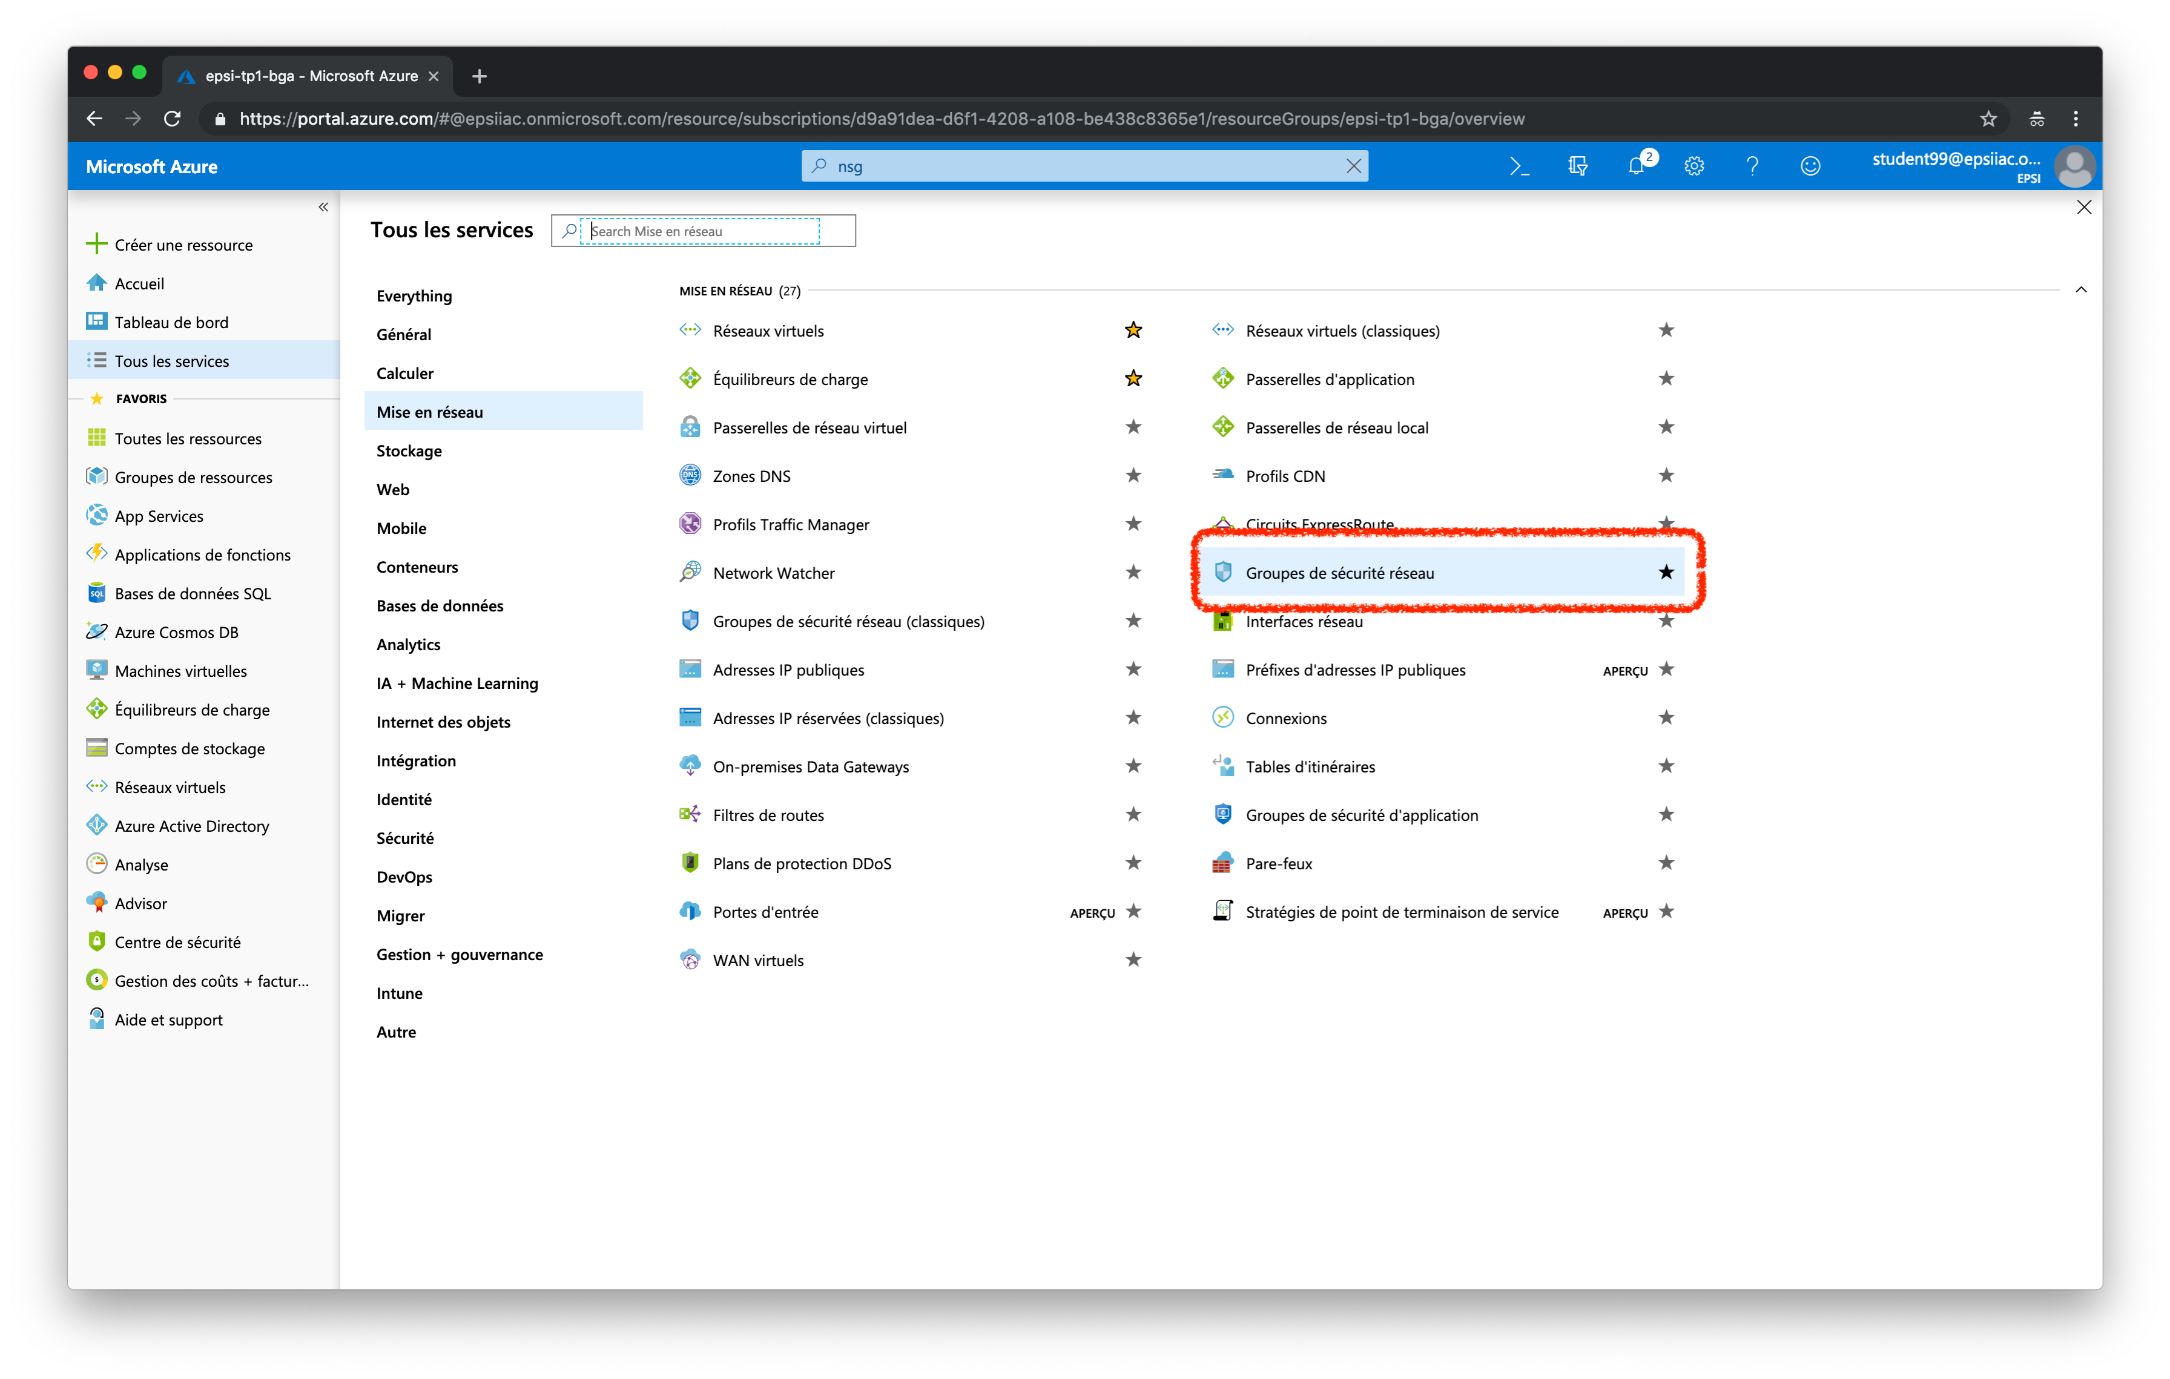 epsi-tp1-bga - Microsoft Azure
https://portal.azure.com/#@epsiiac.onmicrosoft.com/resource/subscriptions/d9a91dea-d6f1-4208-a108-be438c8365e1/resourceGroups/epsi-tp1-bga/overview
Microsoft Azure
nsg
2
student99@epsiiac.o...
EPSI
Créer une ressource
Accueil
Tableau de bord
Tous les services
FAVORIS
Toutes les ressources
Groupes de ressources
App Services
Applications de fonctions
Bases de données SQL
Azure Cosmos DB
Machines virtuelles
Équilibreurs de charge
Comptes de stockage
Réseaux virtuels
Azure Active Directory
Analyse
Advisor
Centre de sécurité
Gestion des coûts + factur...
Aide et support
Tous les services
Search Mise en réseau
Everything
Général
Calculer
Mise en réseau
Stockage
Web
Mobile
Conteneurs
Bases de données
Analytics
IA + Machine Learning
Internet des objets
Intégration
Identité
Sécurité
DevOps
Migrer
Gestion + gouvernance
Intune
Autre
MISE EN RÉSEAU (27)
Réseaux virtuels
Réseaux virtuels (classiques)
Équilibreurs de charge
Passerelles d'application
Passerelles de réseau virtuel
Passerelles de réseau local
Zones DNS
Profils CDN
Profils Traffic Manager
Circuits ExpressRoute
Network Watcher
Groupes de sécurité réseau
Groupes de sécurité réseau (classiques)
Interfaces réseau
Adresses IP publiques
Préfixes d'adresses IP publiques APERÇU
Adresses IP réservées (classiques)
Connexions
On-premises Data Gateways
Tables d'itinéraires
Filtres de routes
Groupes de sécurité d'application
Plans de protection DDoS
Pare-feux
Portes d'entrée APERÇU
Stratégies de point de terminaison de service APERÇU
WAN virtuels